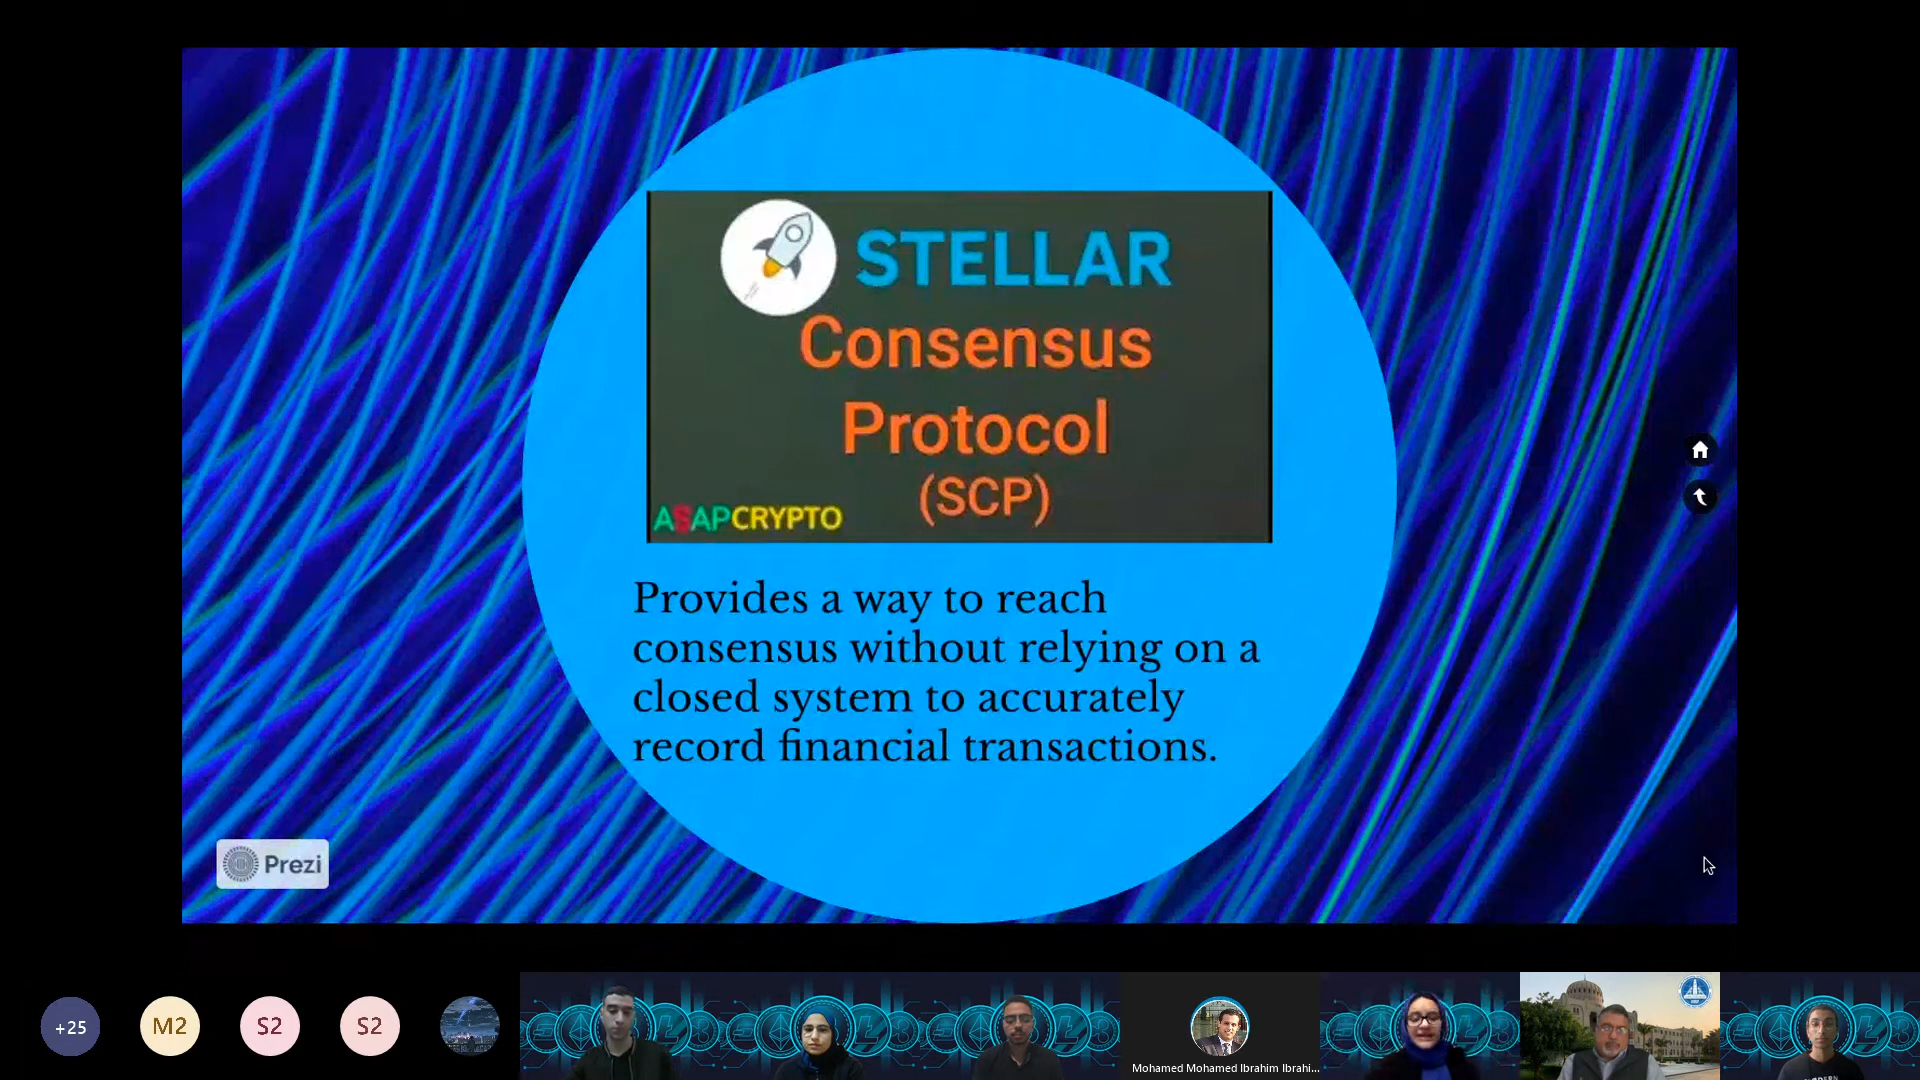 STELLAR
Consensus
Protocol
(SCP)
ASAPCRYPTO
Provides a way to reach
consensus without relying on a
closed system to accurately
record financial transactions.
Prezi
+25
M2
S2
S2
Mohamed Mohamed Ibrahim Ibrahi...